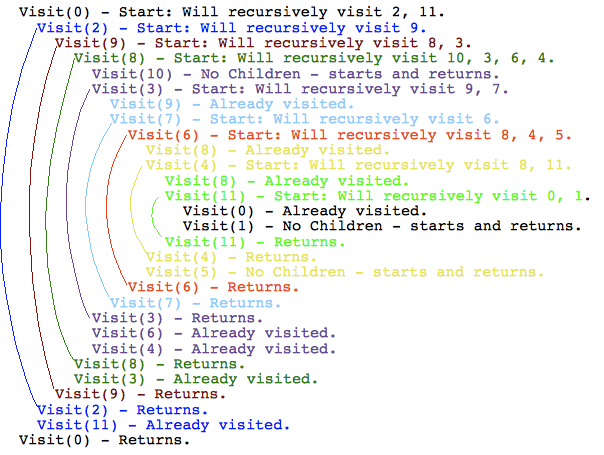 Visit(0) - Start: Will recursively visit 2, 11.
Visit(2) - Start: Will recursively visit 9.
Visit(9) - Start: Will recursively visit 8, 3.
Visit(8) - Start: Will recursively visit 10, 3, 6, 4.
Visit(10) - No Children - starts and returns.
Visit(3) - Start: Will recursively visit 9, 7.
Visit(9) - Already visited.
Visit(7) - Start: Will recursively visit 6.
Visit(6) - Start: Will recursively visit 8, 4, 5.
Visit(8) - Already visited.
Visit(4) - Start: Will recursively visit 8, 11.
Visit(8) - Already visited.
Visit(11) - Start: Will recursively visit 0, 1.
Visit(0) - Already visited.
Visit(1) - No Children - starts and returns.
Visit(11) - Returns.
Visit(4) - Returns.
Visit(5) - No Children - starts and returns.
Visit(6) - Returns.
Visit(7) - Returns.
Visit(3) - Returns.
Visit(6) - Already visited.
Visit(4) - Already visited.
Visit(8) - Returns.
Visit(3) - Already visited.
Visit(9) - Returns.
Visit(2) - Returns.
Visit(11) - Already visited.
Visit(0) - Returns.